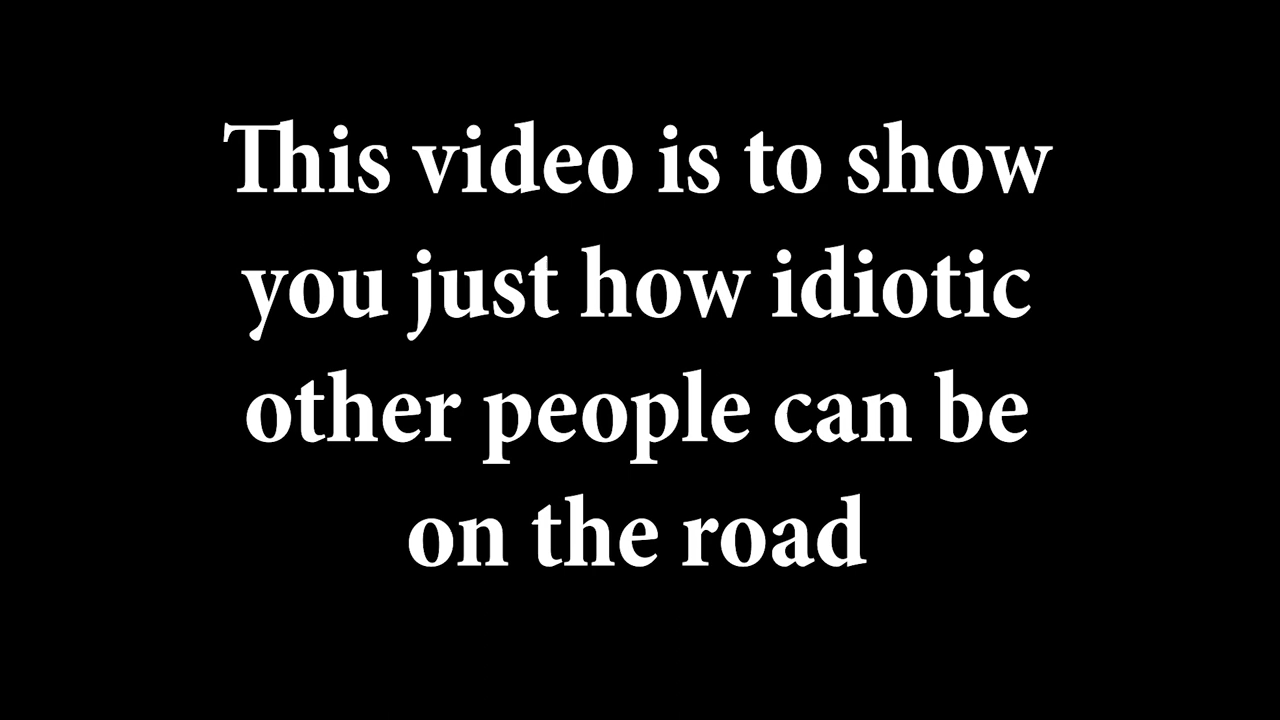 This video is to show
you just how idiotic
other people can be
on the road